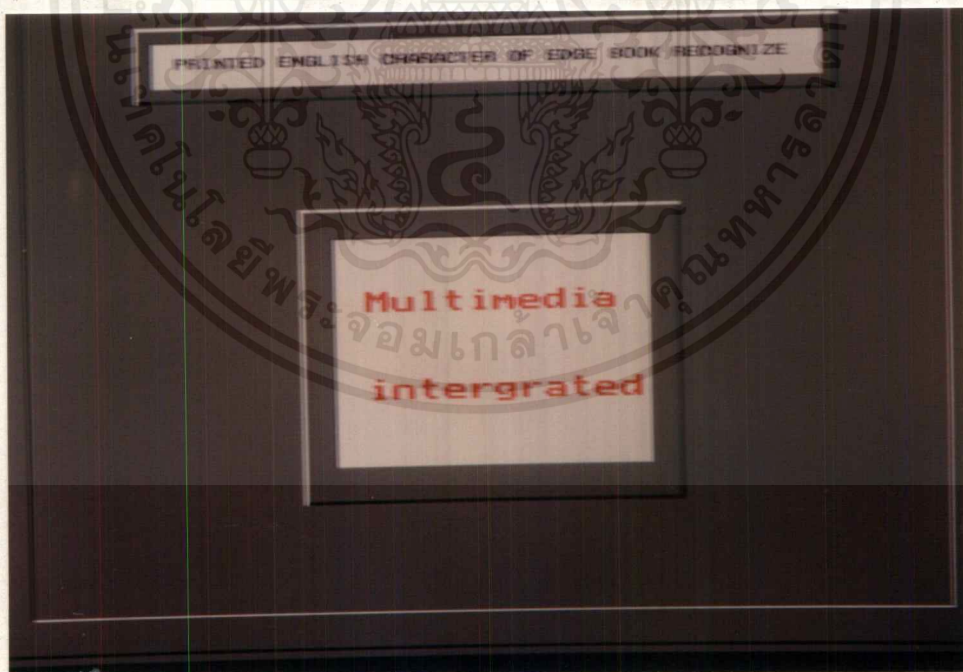 PRINTED ENGLISH CHARACTER OF EDGE BOOK RECOGNIZE
Multimedia
intergrated